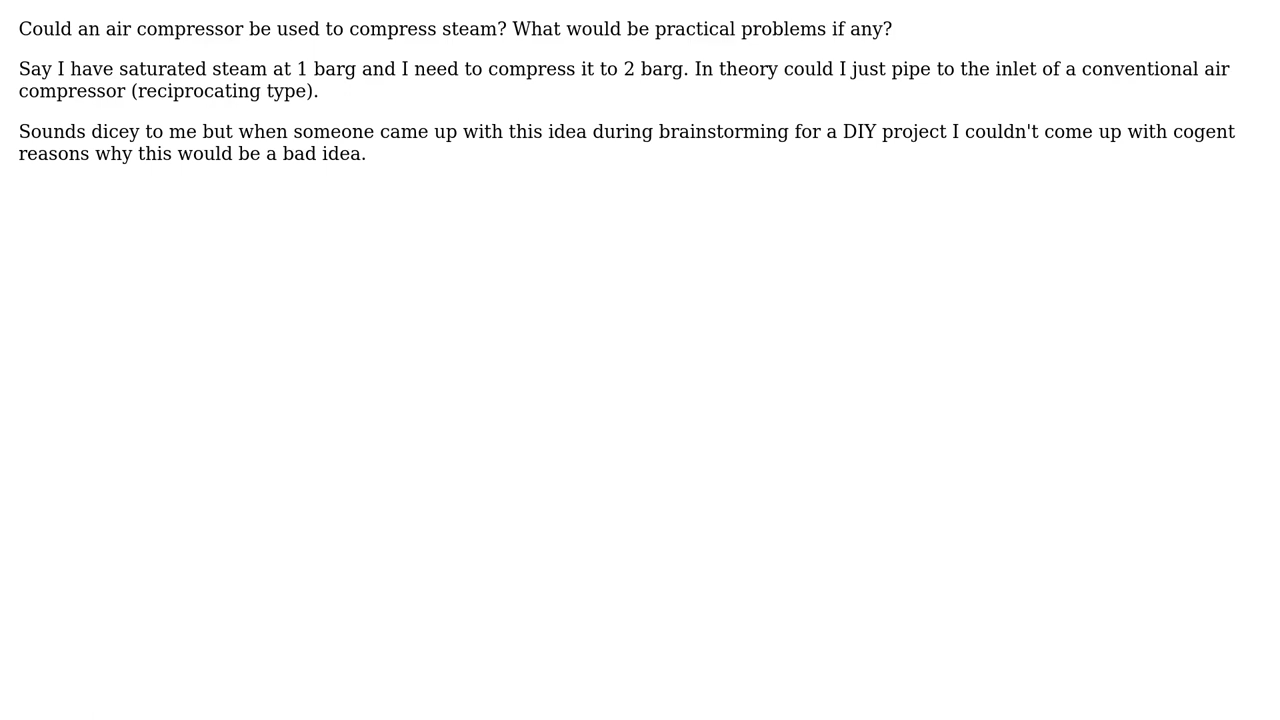 Could an air compressor be used to compress steam? What would be practical problems if any?
Say I have saturated steam at 1 barg and I need to compress it to 2 barg. In theory could I just pipe to the inlet of a conventional air
compressor (reciprocating type).
Sounds dicey to me but when someone came up with this idea during brainstorming for a DIY project I couldn't come up with cogent
reasons why this would be a bad idea.